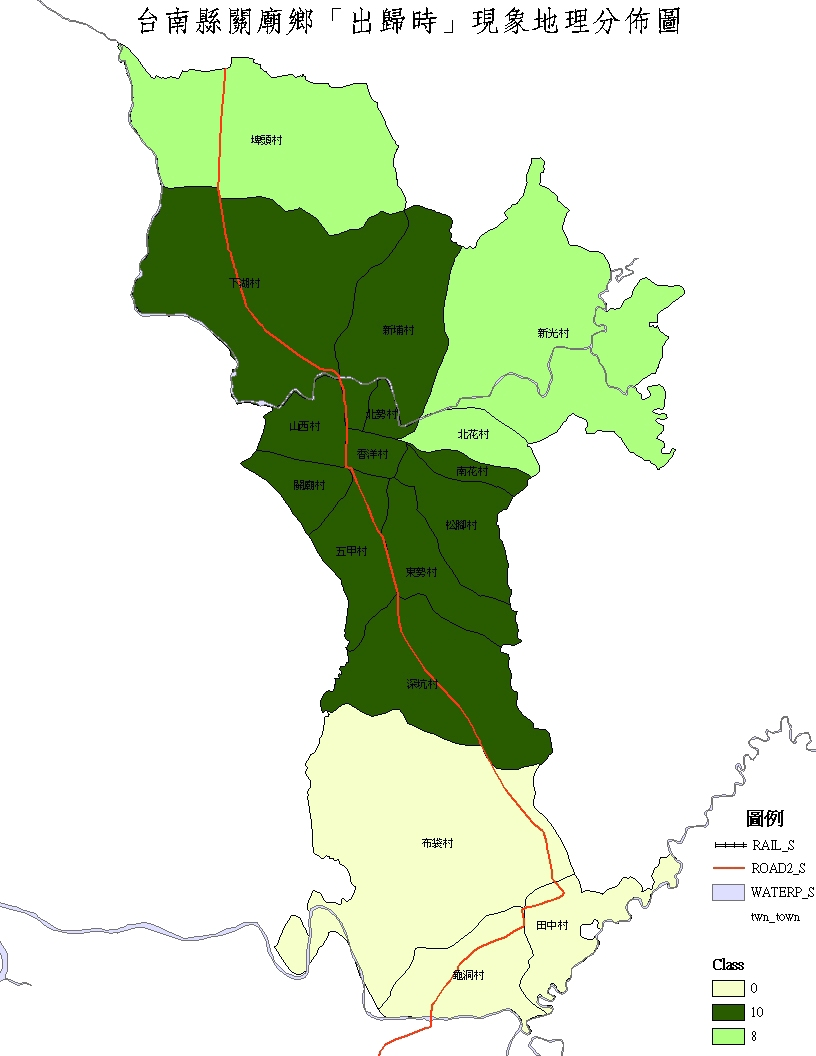 台南縣關廟鄉「出歸時」現象地理分佈圖
埤頭村
下湖村
新埔村
新光村
北勢村
山西村
北花村
香洋村
南花村
關廟村
松腳村
五甲村
東勢村
深坑村
布袋村
田中村
龜洞村
圖例
RAIL_S
ROAD2_S
WATERP_S
twn_town
Class
0
10
8